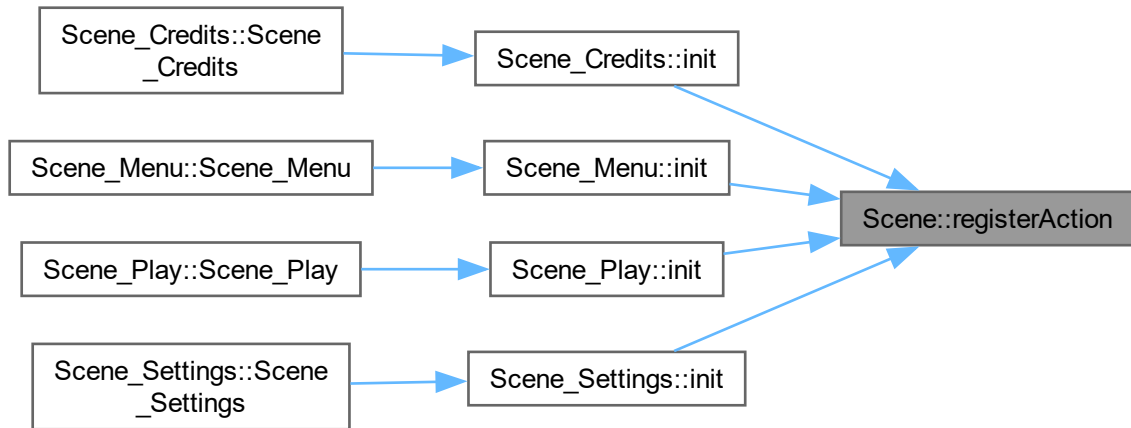 Scene_Credits::Scene
_Credits
Scene_Credits::init
Scene_Menu::Scene_Menu
Scene_Menu::init
Scene::registerAction
Scene_Play::Scene_Play
Scene_Play::init
Scene_Settings::Scene
_Settings
Scene_Settings::init